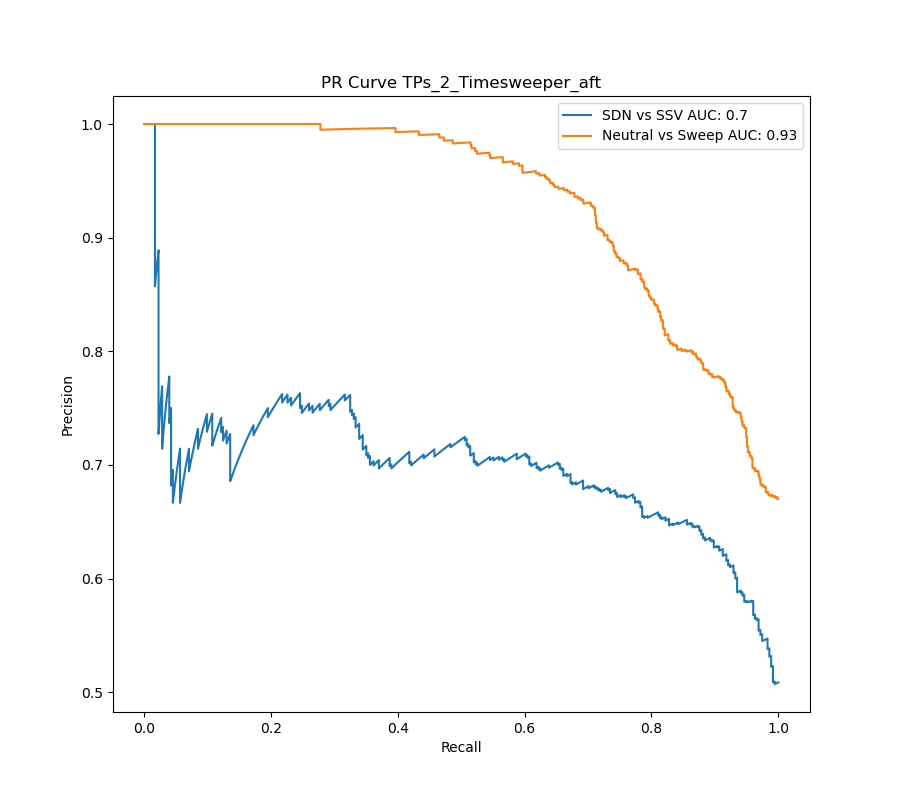 PR Curve TPs_2_Timesweeper_aft
SDN vs SSV AUC: 0.7
Neutral vs Sweep AUC: 0.93
1.0
0.9
0.8
0.7
0.6
0.5
Precision
0.0 0.2 0.4 0.6 0.8 1.0
Recall